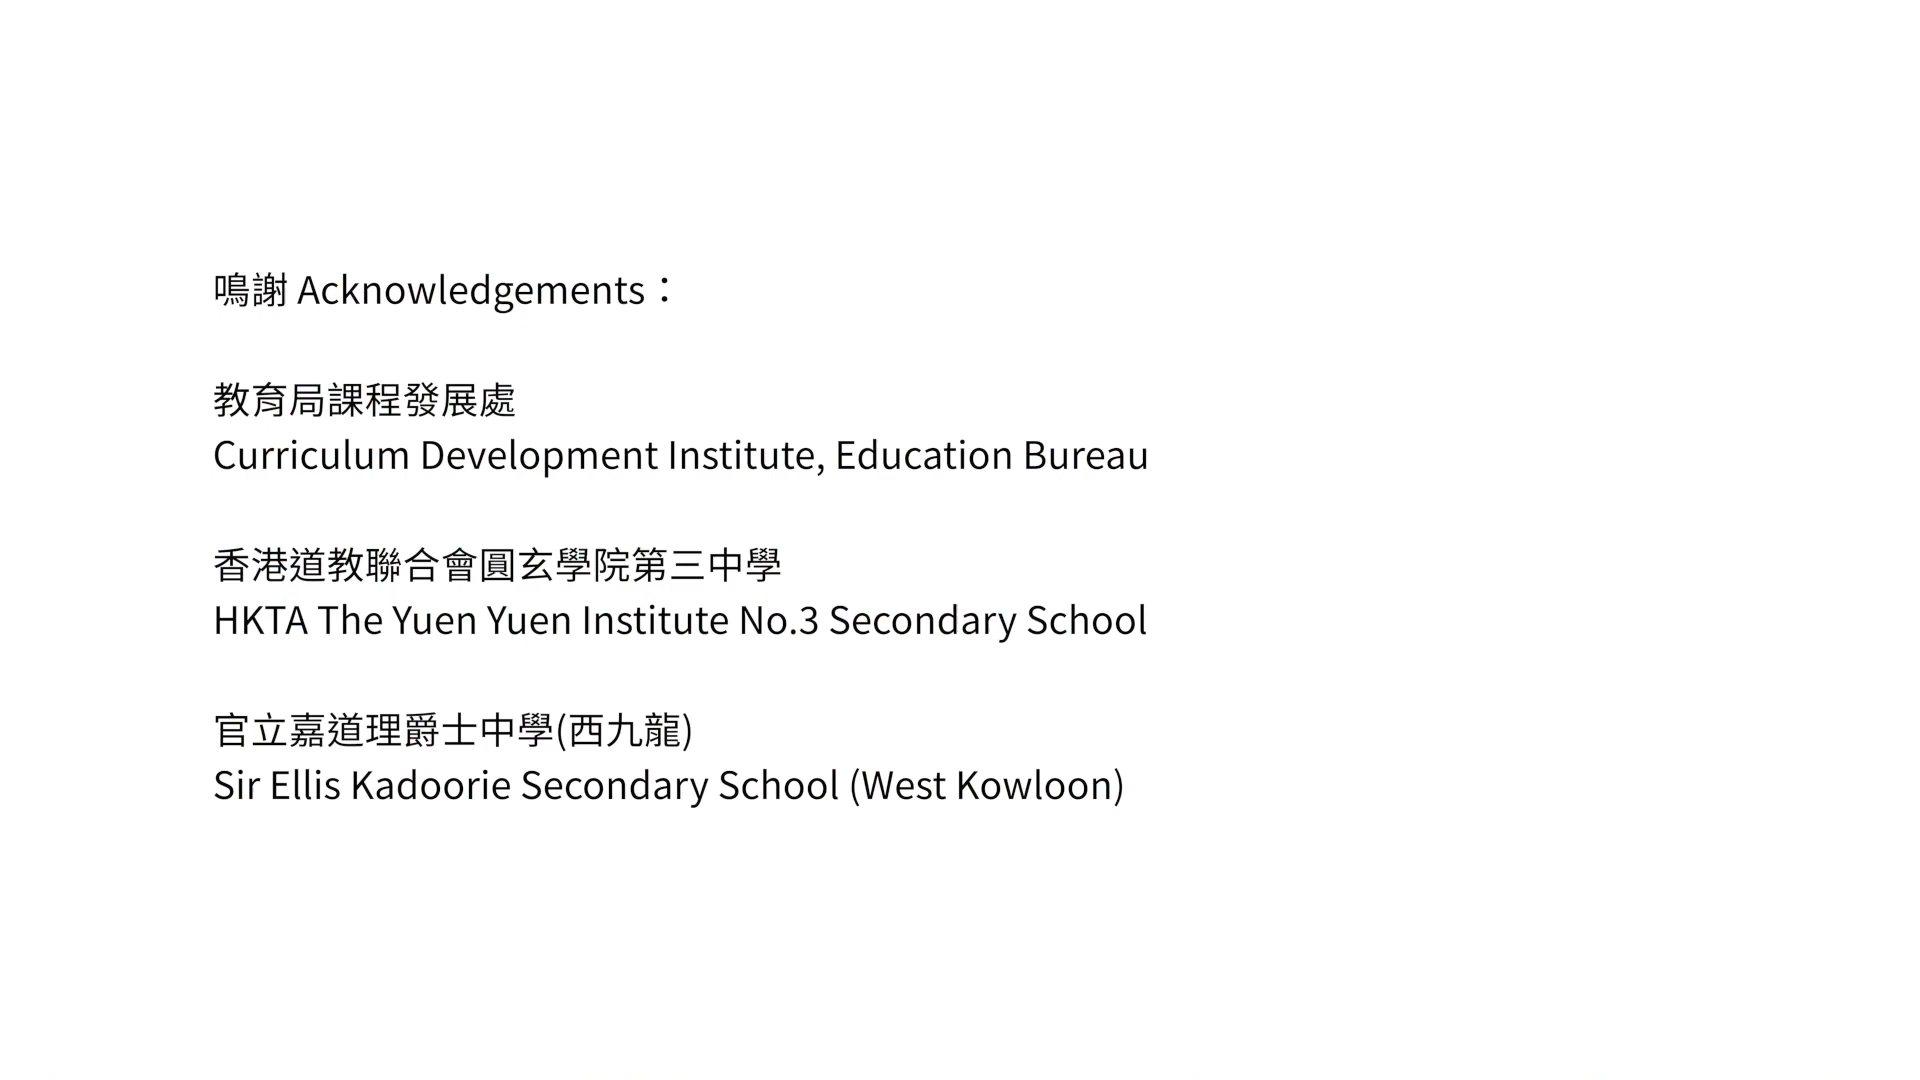 鳴謝 Acknowledgements：
教育局課程發展處
Curriculum Development Institute, Education Bureau
香港道教聯合會圓玄學院第三中學
HKTA The Yuen Yuen Institute No.3 Secondary School
官立嘉道理爵士中學(西九龍)
Sir Ellis Kadoorie Secondary School (West Kowloon)